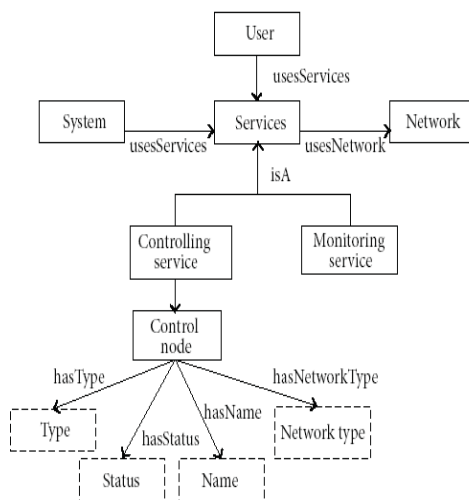 User
usesServices
System
Services
Network
usesServices
usesNetwork
isA
Controlling
service
Monitoring
service
Control
node
hasType
hasNetworkType
hasName
Type
hasStatus
Network type
Status
Name